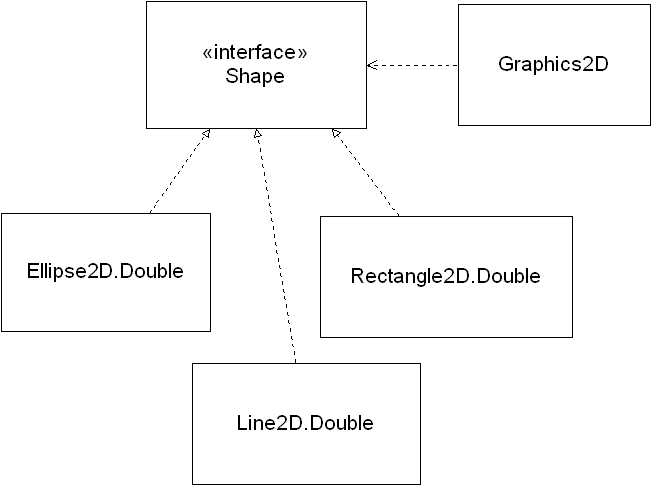 «interface»
Shape
Graphics2D
Ellipse2D.Double
Rectangle2D.Double
Line2D.Double